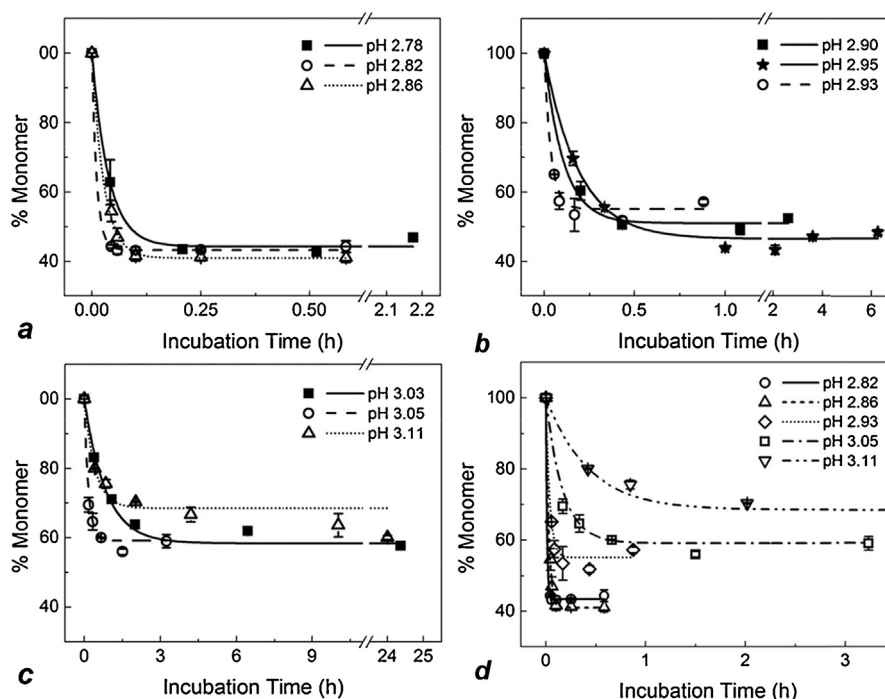 00
80
60
40
% Monomer
pH 2.78
pH 2.82
pH 2.86
0.00 0.25 0.50 2.1 2.2
Incubation Time (h)
a
100
80
60
40
% Monomer
pH 2.90
pH 2.95
pH 2.93
0.0 0.5 1.0 2 4 6
Incubation Time (h)
b
00
80
60
40
% Monomer
pH 3.03
pH 3.05
pH 3.11
0 3 6 10 24 25
Incubation Time (h)
c
100
80
60
40
% Monomer
pH 2.82
pH 2.86
pH 2.93
pH 3.05
pH 3.11
0 1 2 3
Incubation Time (h)
d